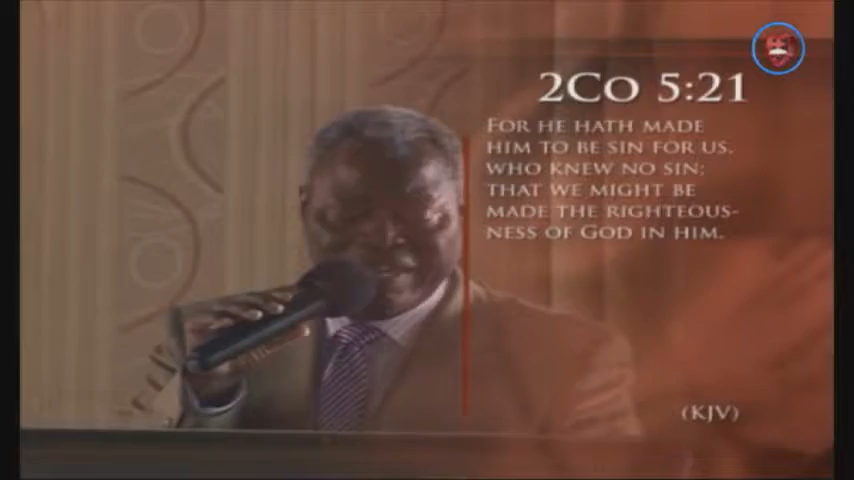 2Co 5:21
For he hath made
him to be sin for us,
who knew no sin;
that we might be
made the righteous-
ness of God in him.
(KJV)